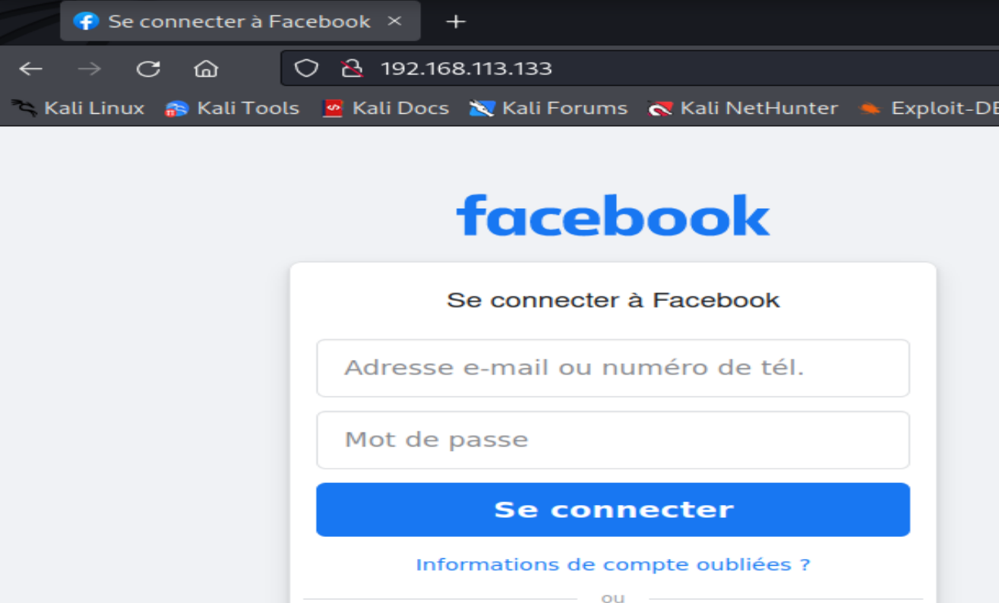 Se connecter à Facebook
192.168.113.133
Kali Linux Kali Tools Kali Docs Kali Forums Kali NetHunter Exploit-DB
facebook
Se connecter à Facebook
Adresse e-mail ou numéro de tél.
Mot de passe
Se connecter
Informations de compte oubliées ?
ou